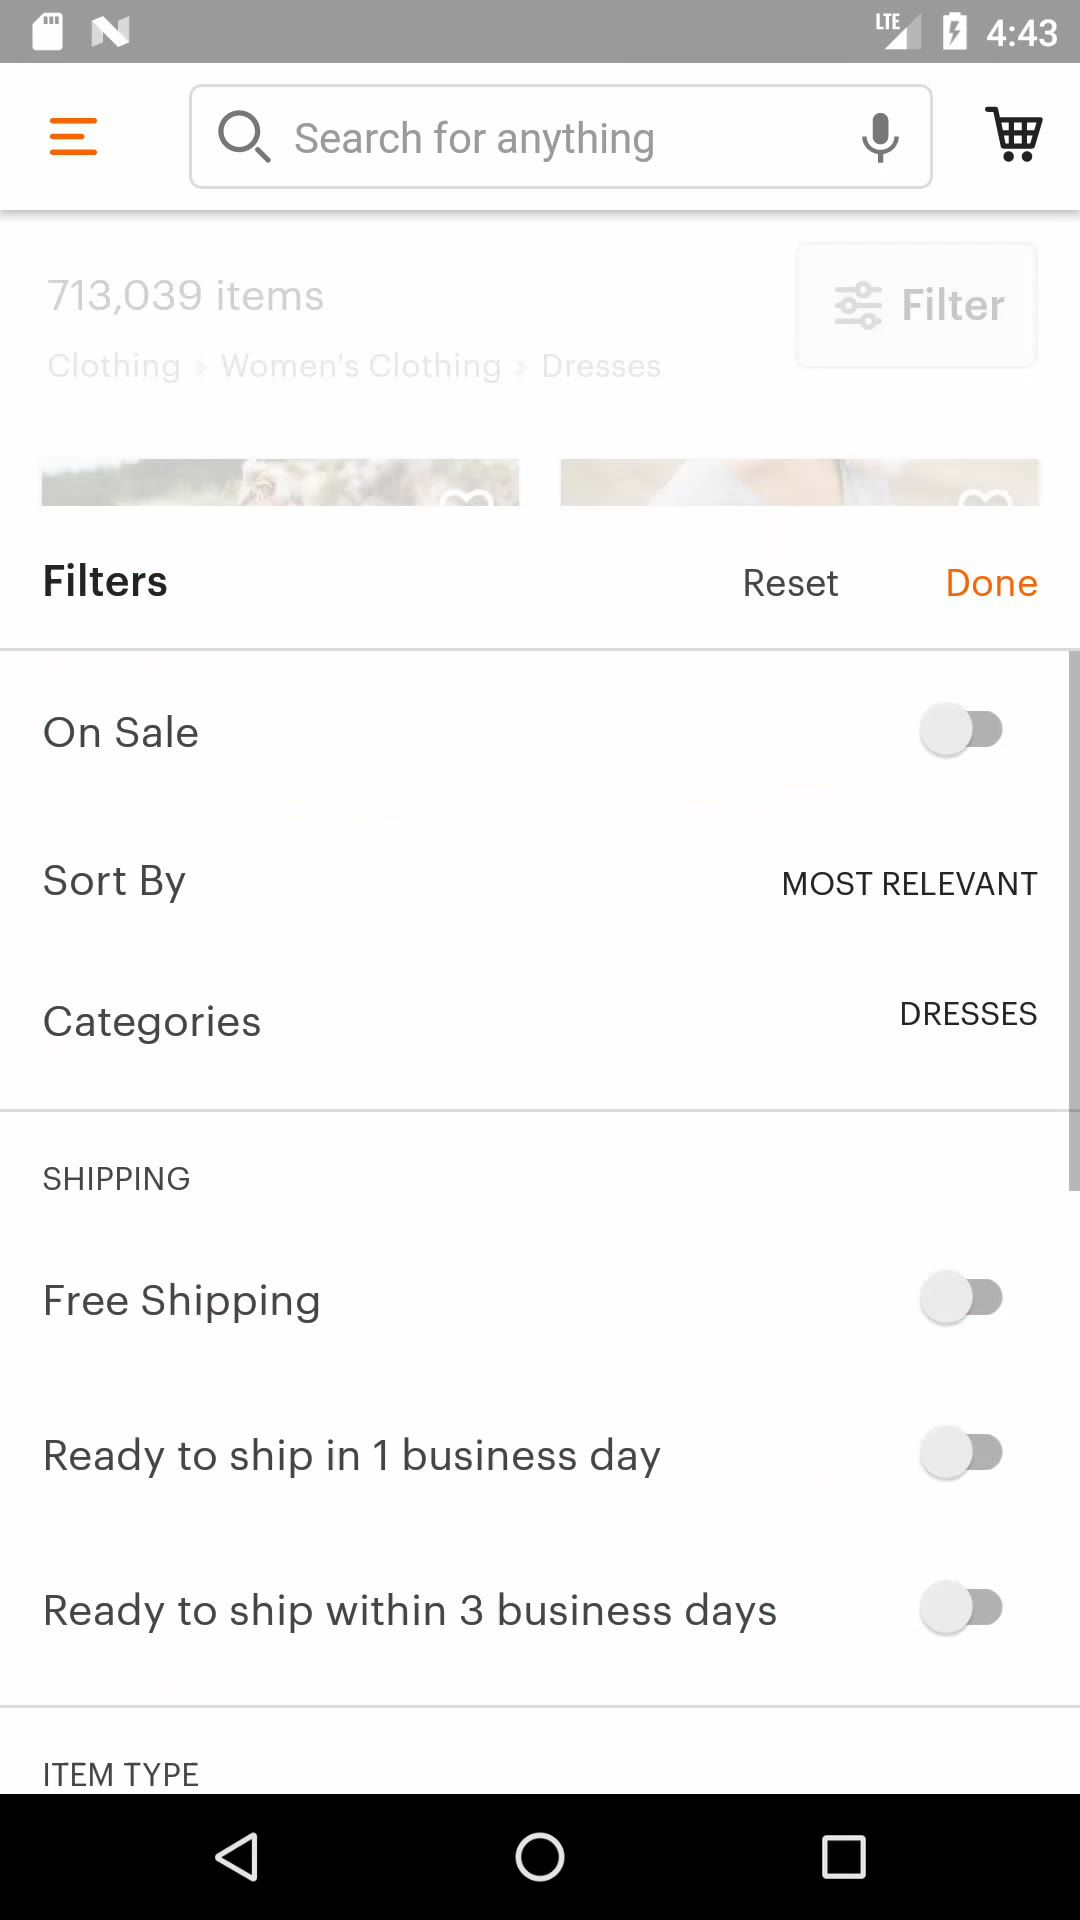 LTE 4:43
Search for anything
713,039 items
Filter
Clothing > Women's Clothing > Dresses
Filters Reset Done
On Sale
Sort By MOST RELEVANT
Categories DRESSES
SHIPPING
Free Shipping
Ready to ship in 1 business day
Ready to ship within 3 business days
ITEM TYPE